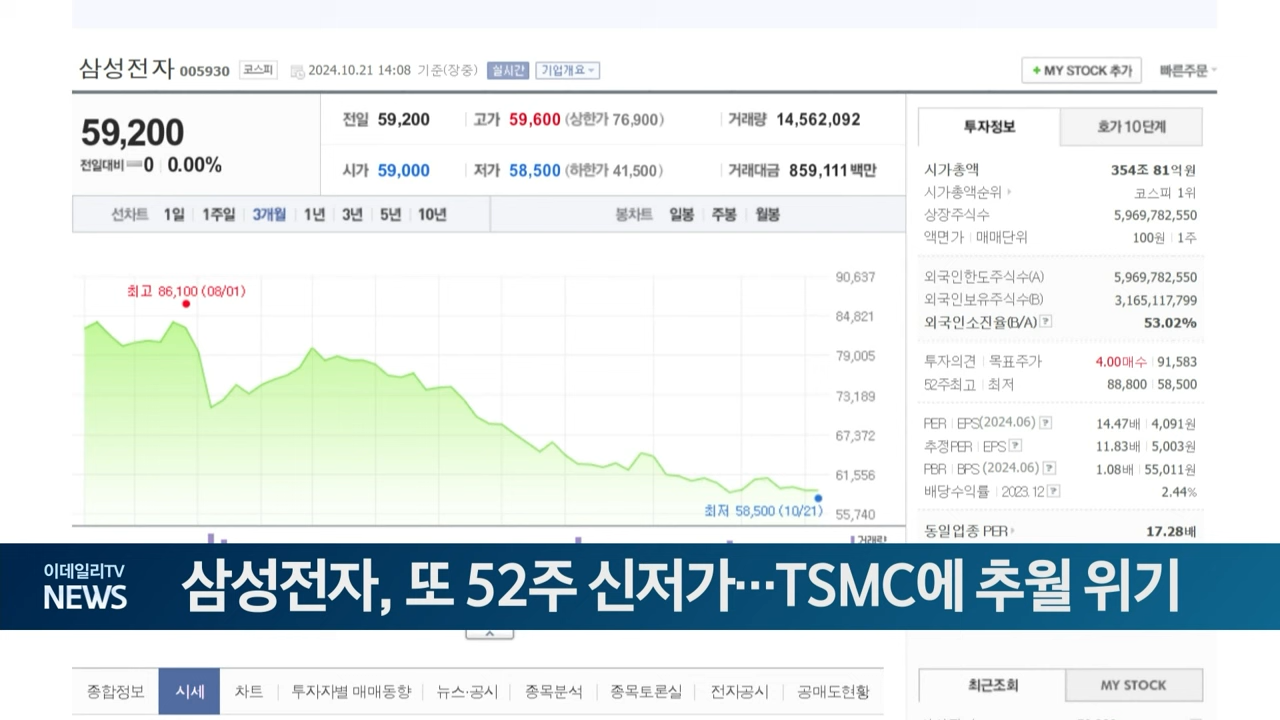 삼성전자 005930 코스피 2024.10.21 14:08 기준(장중) 실시간 기업개요
+ MY STOCK 추가 빠른주문
59,200
전일대비 0 0.00%
전일 59,200 고가 59,600 (상한가 76,900) 거래량 14,562,092
시가 59,000 저가 58,500 (하한가 41,500) 거래대금 859,111 백만
선차트 1일 1주일 3개월 1년 3년 5년 10년 봉차트 일봉 주봉 월봉
최고 86,100 (08/01)
90,637
84,821
79,005
73,189
67,372
61,556
55,740
최저 58,500 (10/21)
거래량
투자정보 호가 10단계
시가총액 354조 81억원
시가총액순위 코스피 1위
상장주식수 5,969,782,550
액면가 매매단위 100원 1주
외국인한도주식수(A) 5,969,782,550
외국인보유주식수(B) 3,165,117,799
외국인소진율(B/A) ? 53.02%
투자의견 목표주가 4.00매수 91,583
52주최고 최저 88,800 58,500
PER EPS(2024.06) ? 14.47배 4,091원
추정PER EPS ? 11.83배 5,003원
PBR BPS (2024.06) ? 1.08배 55,011원
배당수익률 2023.12 ? 2.44%
동일업종 PER 17.28배
이데일리TV
NEWS
삼성전자, 또 52주 신저가…TSMC에 추월 위기
종합정보 시세 차트 투자자별 매매동향 뉴스·공시 종목분석 종목토론실 전자공시 공매도현황
최근조회 MY STOCK